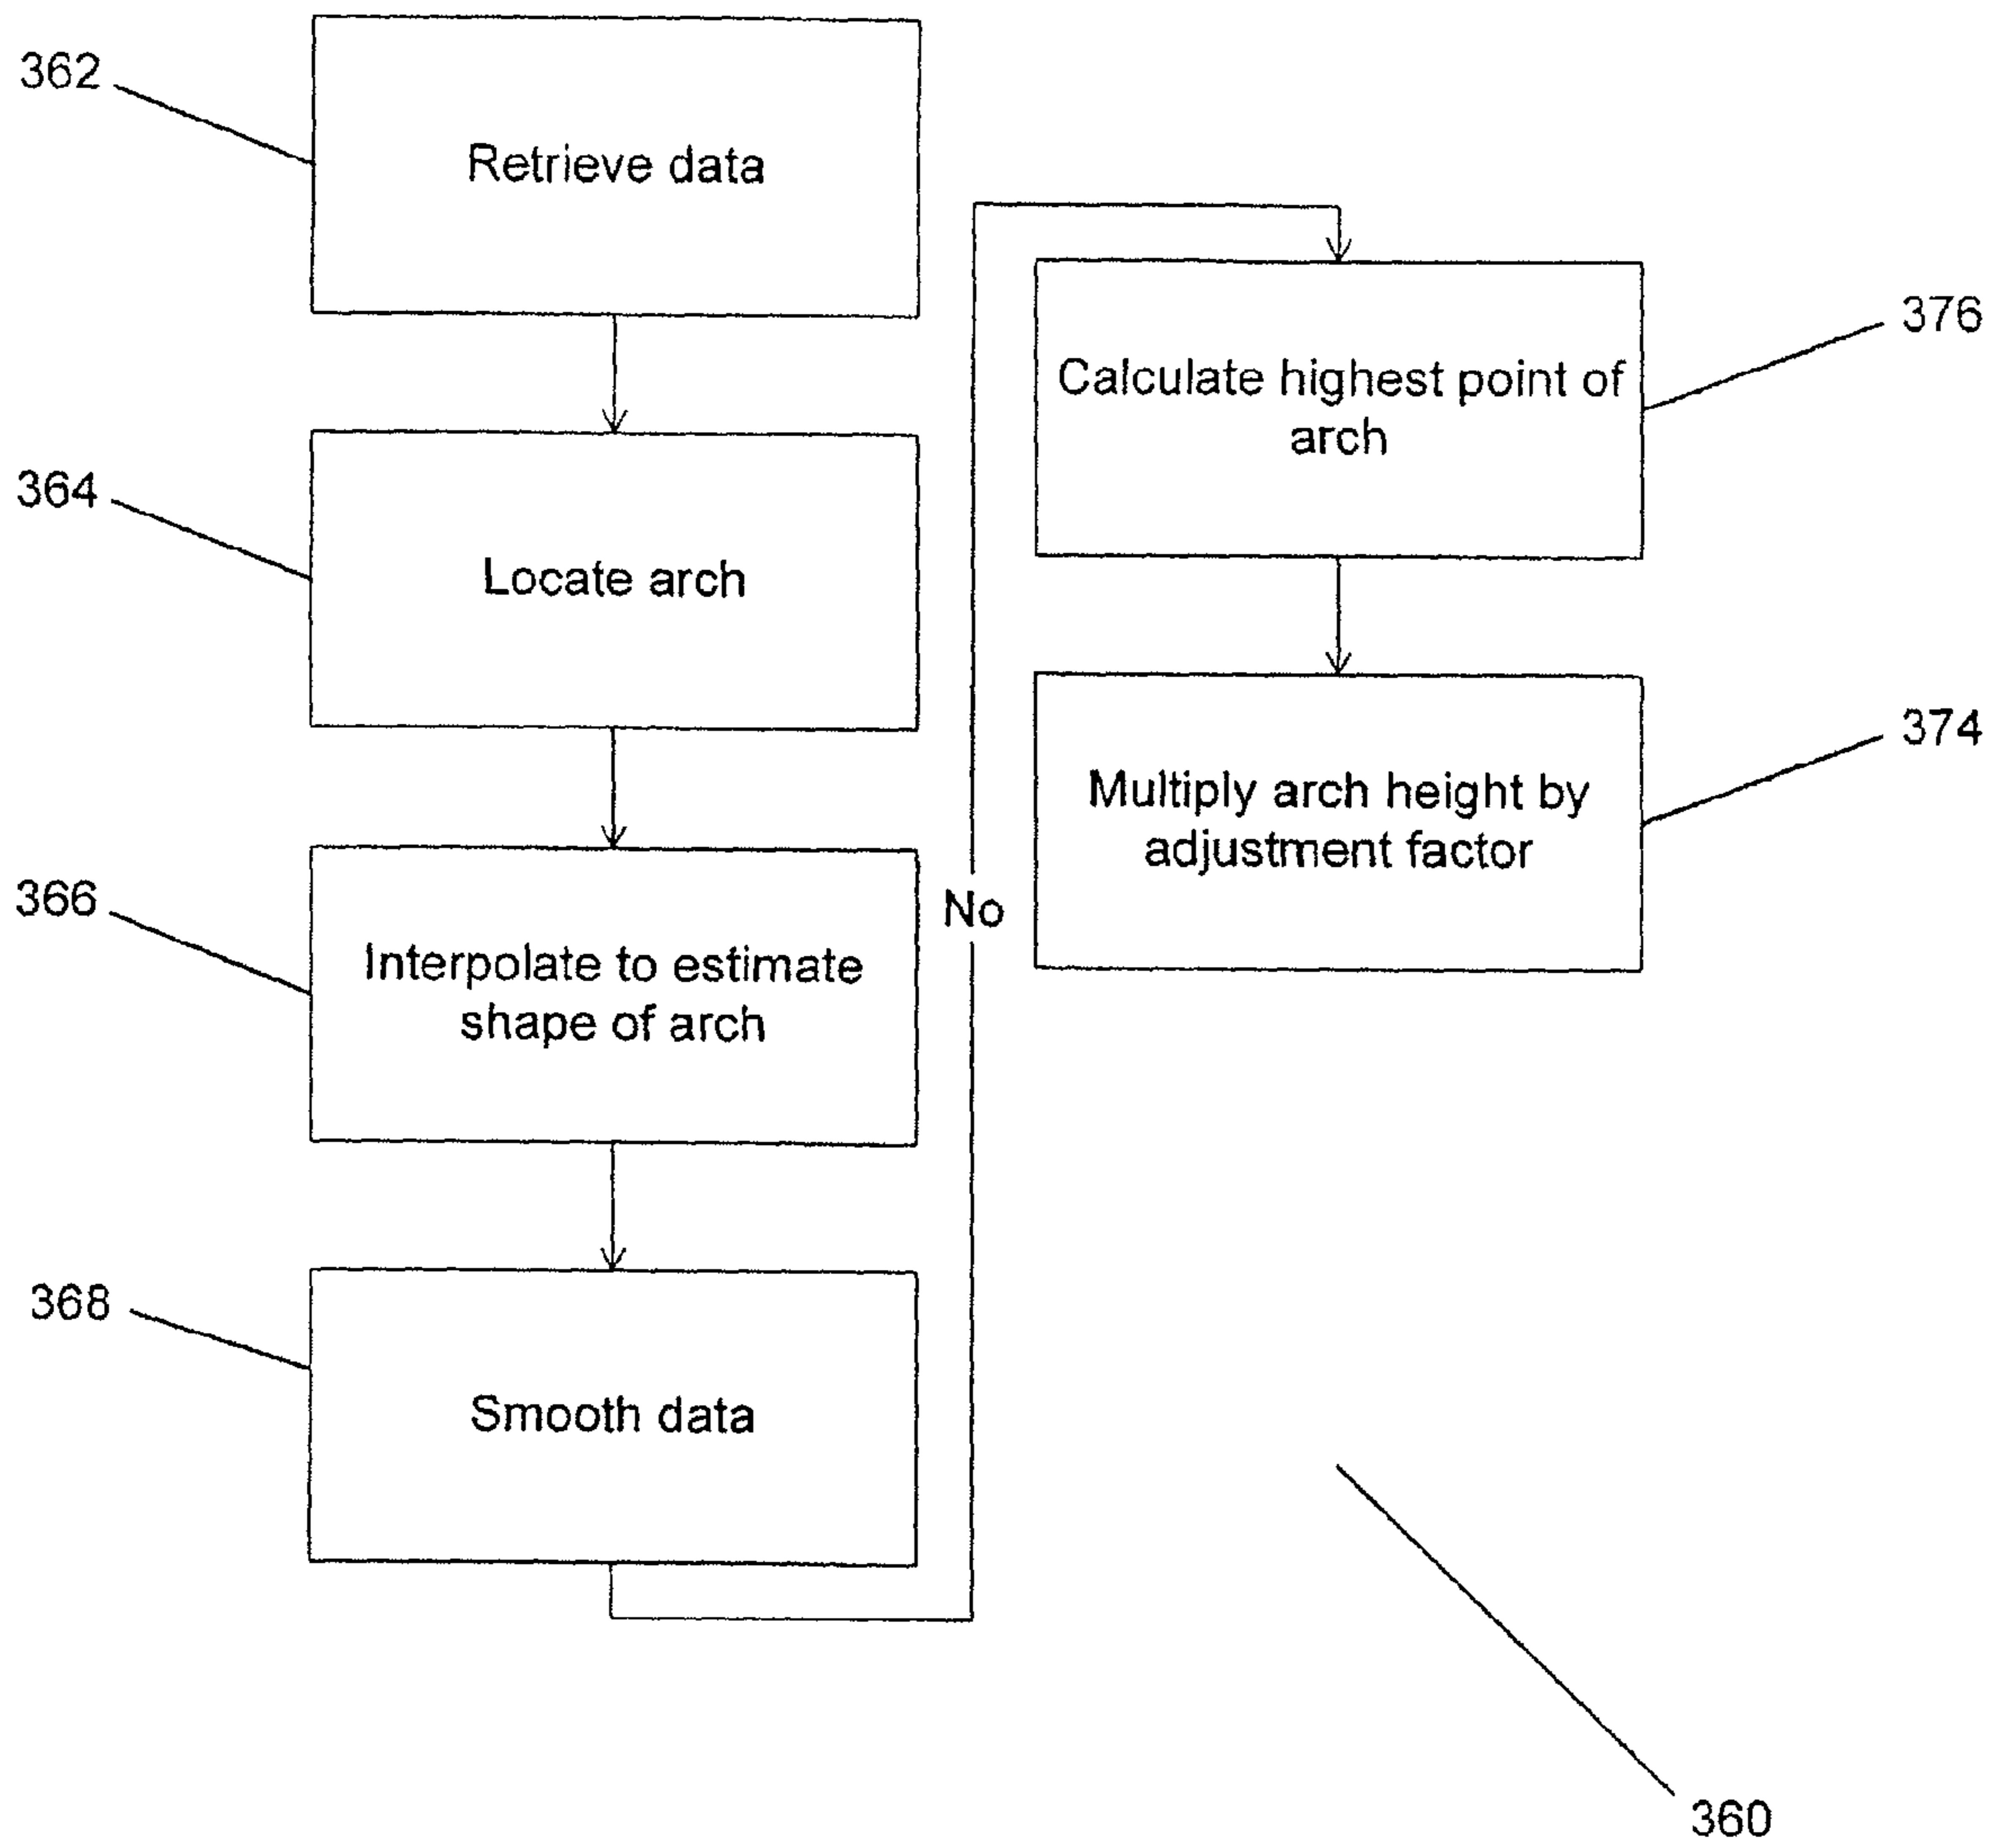 362
Retrieve data
364
Locate arch
366
Interpolate to estimate
shape of arch
368
Smooth data
No
376
Calculate highest point of
arch
374
Multiply arch height by
adjustment factor
360